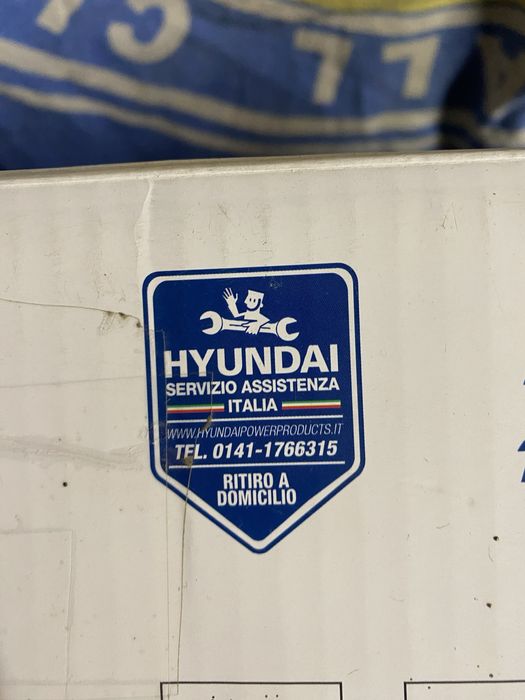 HYUNDAI
SERVIZIO ASSISTENZA
ITALIA
WWW.HYUNDAIPOWERPRODUCTS.IT
TEL. 0141-1766315
RITIRO A
DOMICILIO